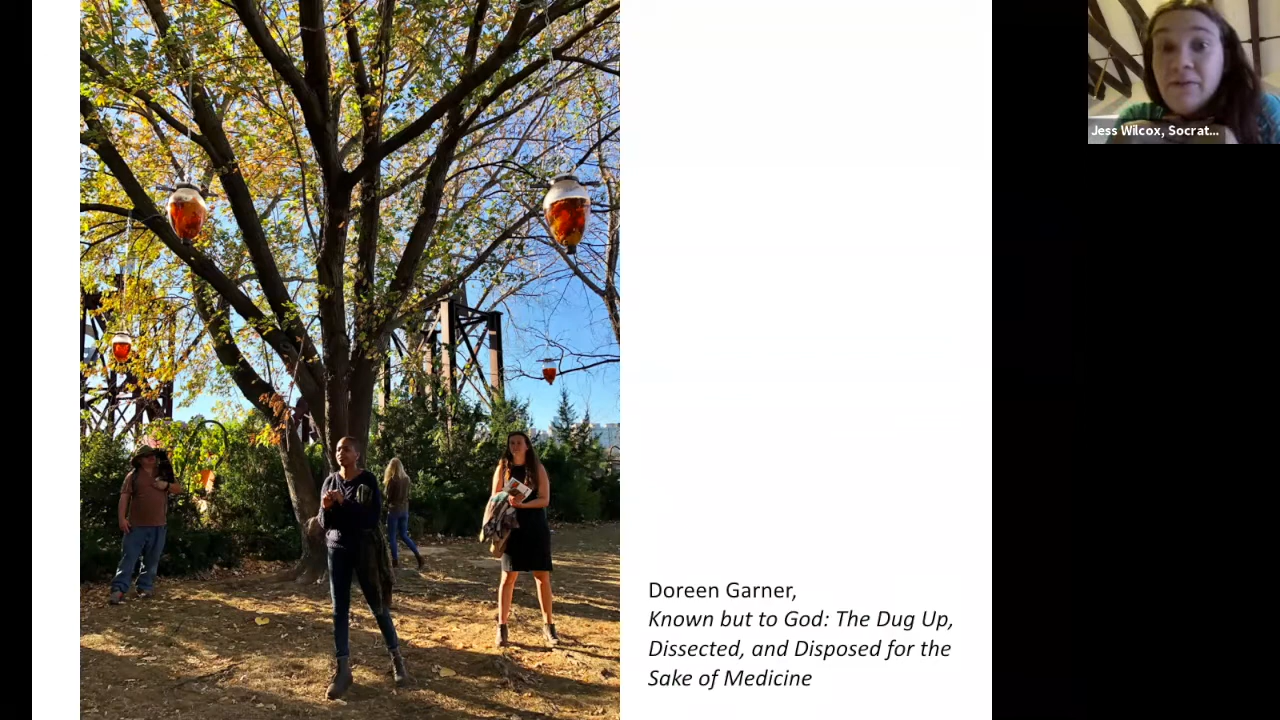 Jess Wilcox, Socrat...
Doreen Garner,
Known but to God: The Dug Up,
Dissected, and Disposed for the
Sake of Medicine